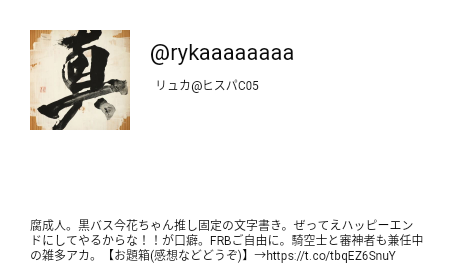 真
@rykaaaaaaaa
リュカ@ヒスパC05
腐成人。黒バス今花ちゃん推し固定の文字書き。ぜってえハッピーエン
ドにしてやるからな！！が口癖。FRBご自由に。騎空士と審神者も兼任中
の雑多アカ。【お題箱(感想などどうぞ)】→https://t.co/tbqEZ6SnuY